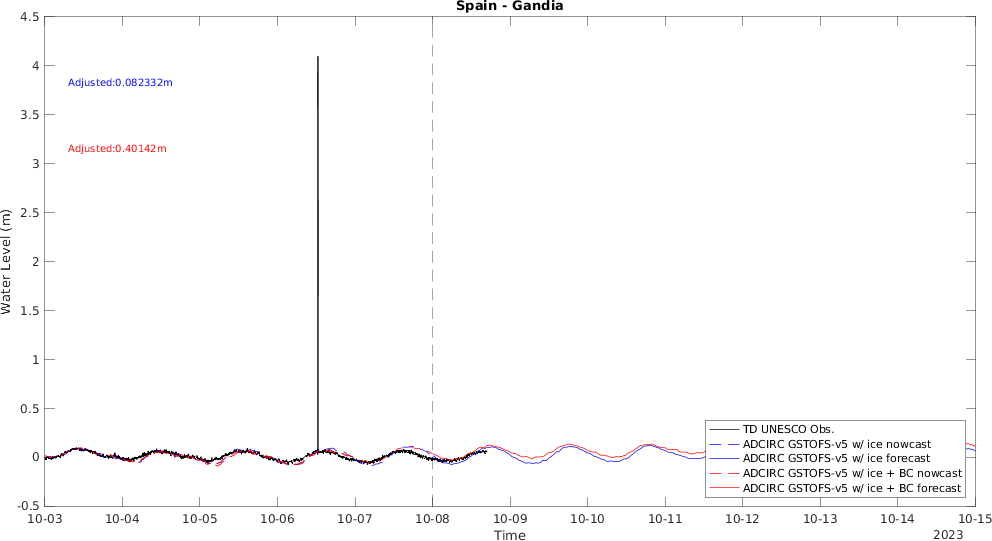 Spain - Gandia
4.5
4
3.5
3
2.5
2
1.5
1
0.5
0
-0.5
Water Level (m)
Adjusted:0.082332m
Adjusted:0.40142m
TD UNESCO Obs.
ADCIRC GSTOFS-v5 w/ ice nowcast
ADCIRC GSTOFS-v5 w/ ice forecast
ADCIRC GSTOFS-v5 w/ice + BC nowcast
ADCIRC GSTOFS-v5 w/ice + BC forecast
10-03 10-04 10-05 10-06 10-07 10-08 10-09 10-10 10-11 10-12 10-13 10-14 10-15
Time
2023